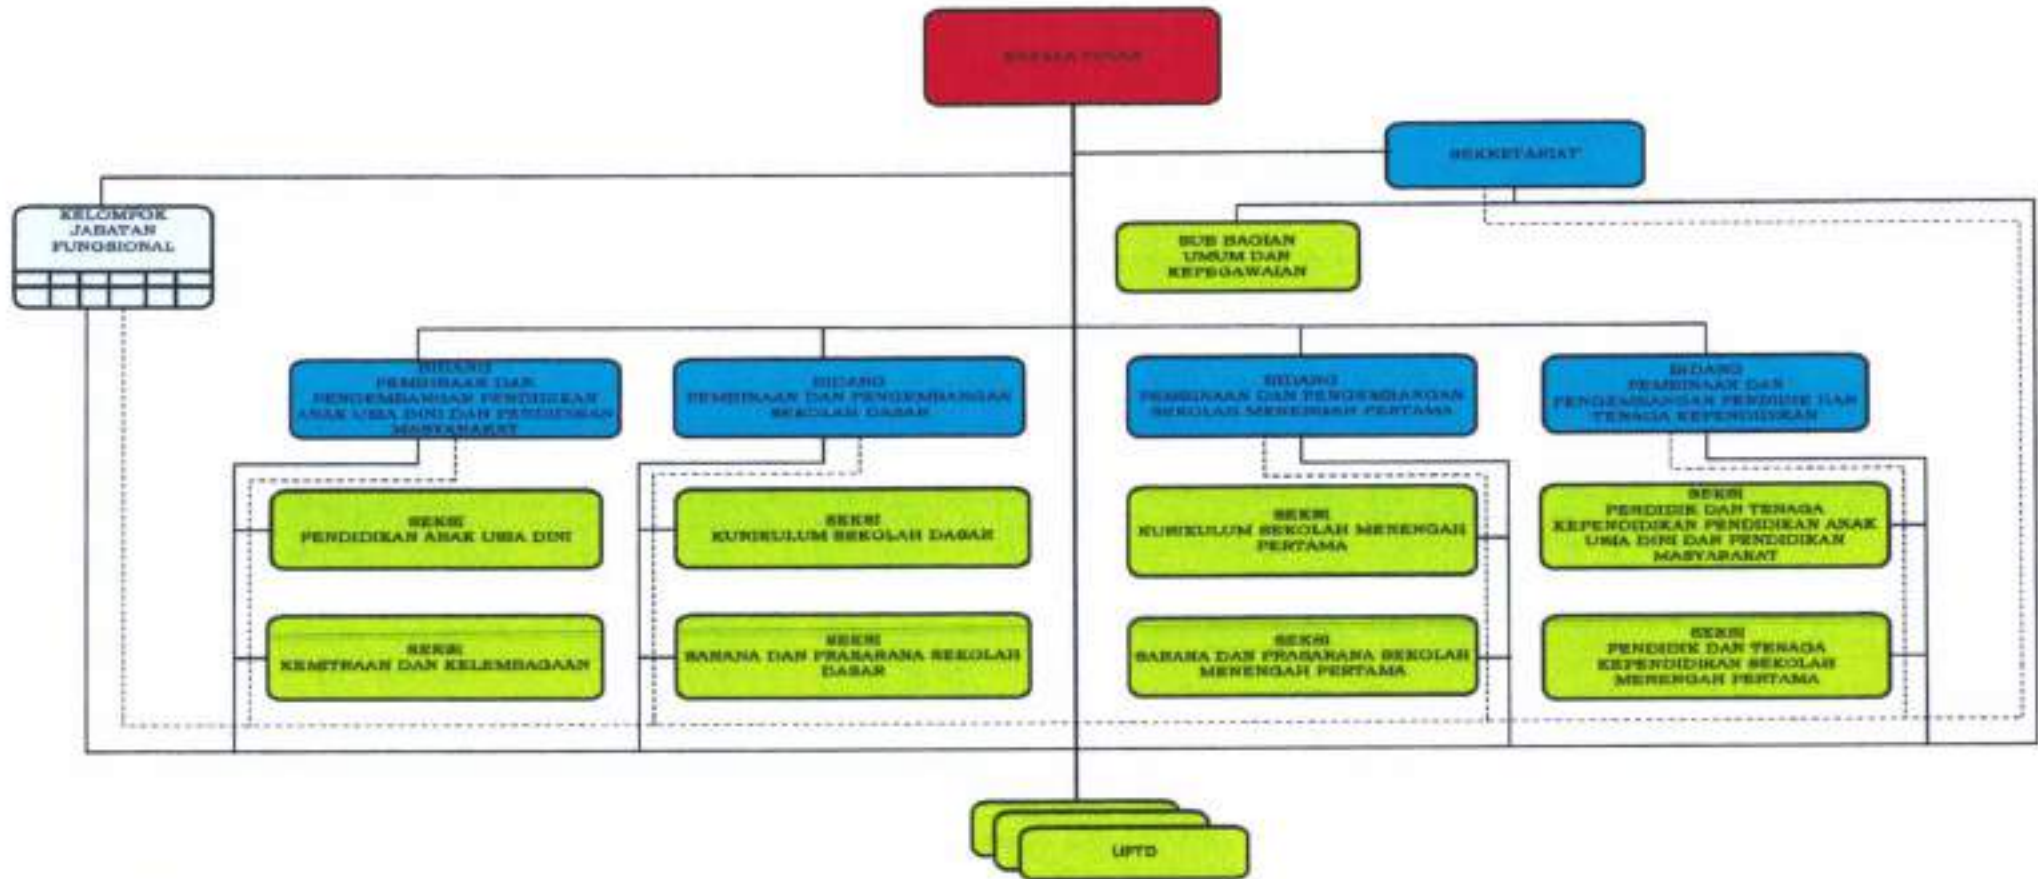 KEPALA DINAS
SEKRETARIAT
KELOMPOK
JABATAN
FUNGSIONAL
SUB BAGIAN
UMUM DAN
KEPEGAWAIAN
BIDANG
PEMBINAAN DAN
PENGEMBANGAN PENDIDIKAN
ANAK USIA DINI DAN PENDIDIKAN
MASYARAKAT
BIDANG
PEMBINAAN DAN PENGEMBANGAN
SEKOLAH DASAR
BIDANG
PEMBINAAN DAN PENGEMBANGAN
SEKOLAH MENENGAH PERTAMA
BIDANG
PEMBINAAN DAN
PENGEMBANGAN PENDIDIK DAN
TENAGA KEPENDIDIKAN
SEKSI
PENDIDIKAN ANAK USIA DINI
SEKSI
KURIKULUM SEKOLAH DASAR
SEKSI
KURIKULUM SEKOLAH MENENGAH
PERTAMA
SEKSI
PENDIDIK DAN TENAGA
KEPENDIDIKAN PENDIDIKAN ANAK
USIA DINI DAN PENDIDIKAN
MASYARAKAT
SEKSI
KEMITRAAN DAN KELEMBAGAAN
SEKSI
SARANA DAN PRASARANA SEKOLAH
DASAR
SEKSI
SARANA DAN PRASARANA SEKOLAH
MENENGAH PERTAMA
SEKSI
PENDIDIK DAN TENAGA
KEPENDIDIKAN SEKOLAH
MENENGAH PERTAMA
UPTD